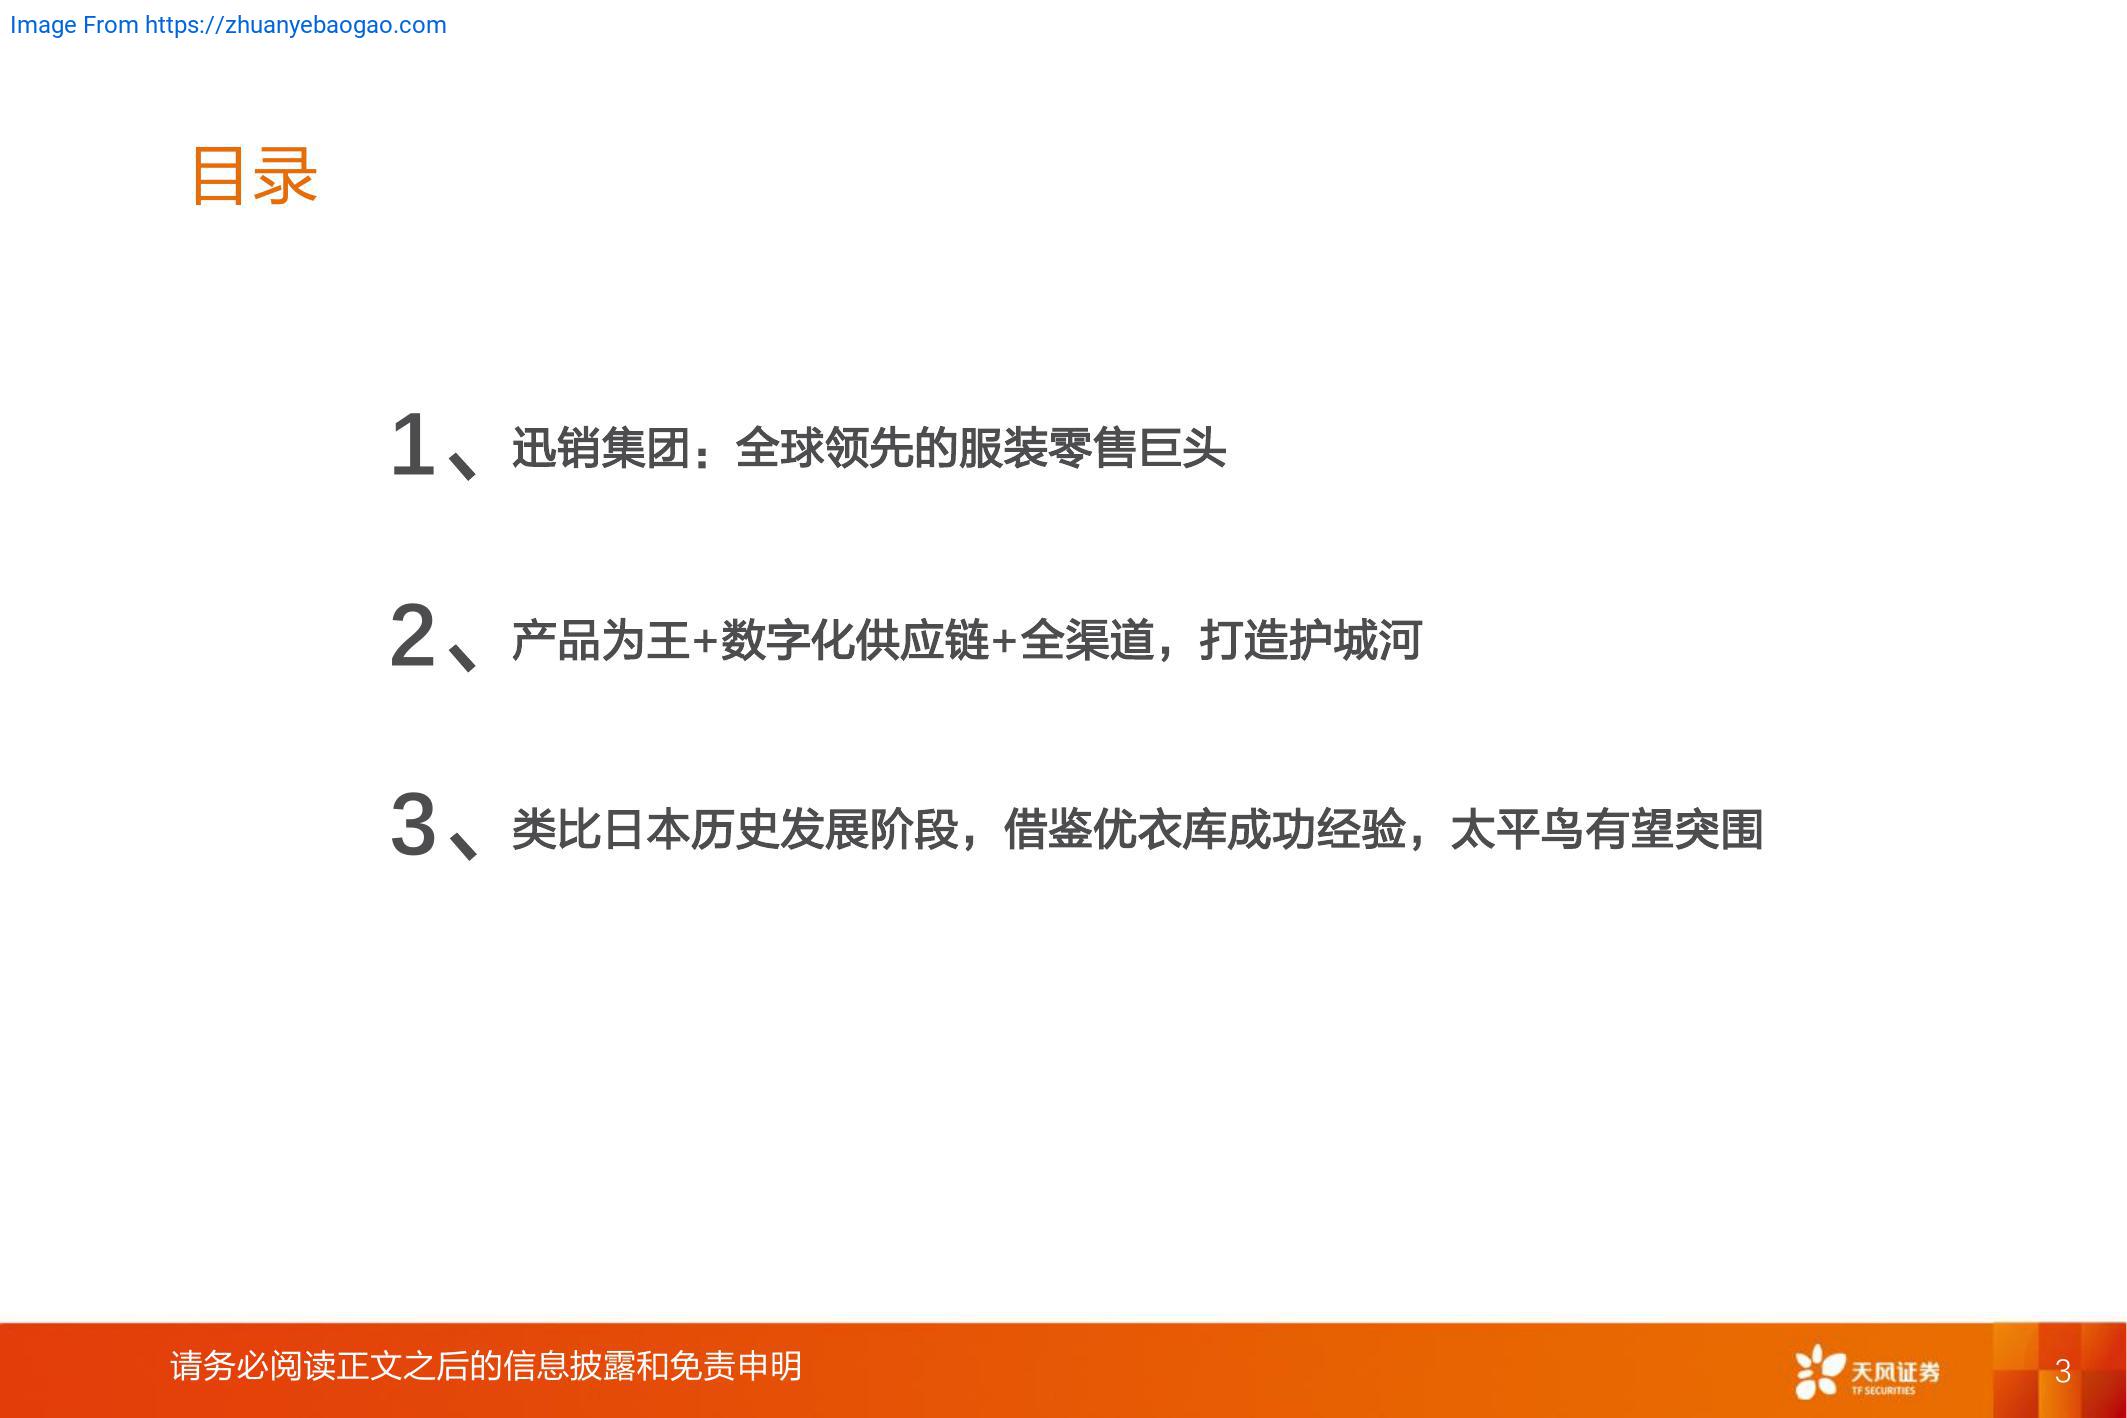 Image From https://zhuanyebaogao.com
目录
1、迅销集团：全球领先的服装零售巨头
2、产品为王+数字化供应链+全渠道，打造护城河
3、类比日本历史发展阶段，借鉴优衣库成功经验，太平鸟有望突围
请务必阅读正文之后的信息披露和免责申明
天风证券
TF SECURITIES
3